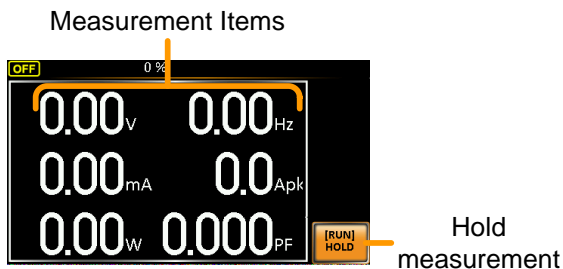 Measurement Items
OFF 0 %
0.00V 0.00Hz
0.00mA 0.0Apk
0.00W 0.000PF
[RUN]
HOLD
Hold
measurement